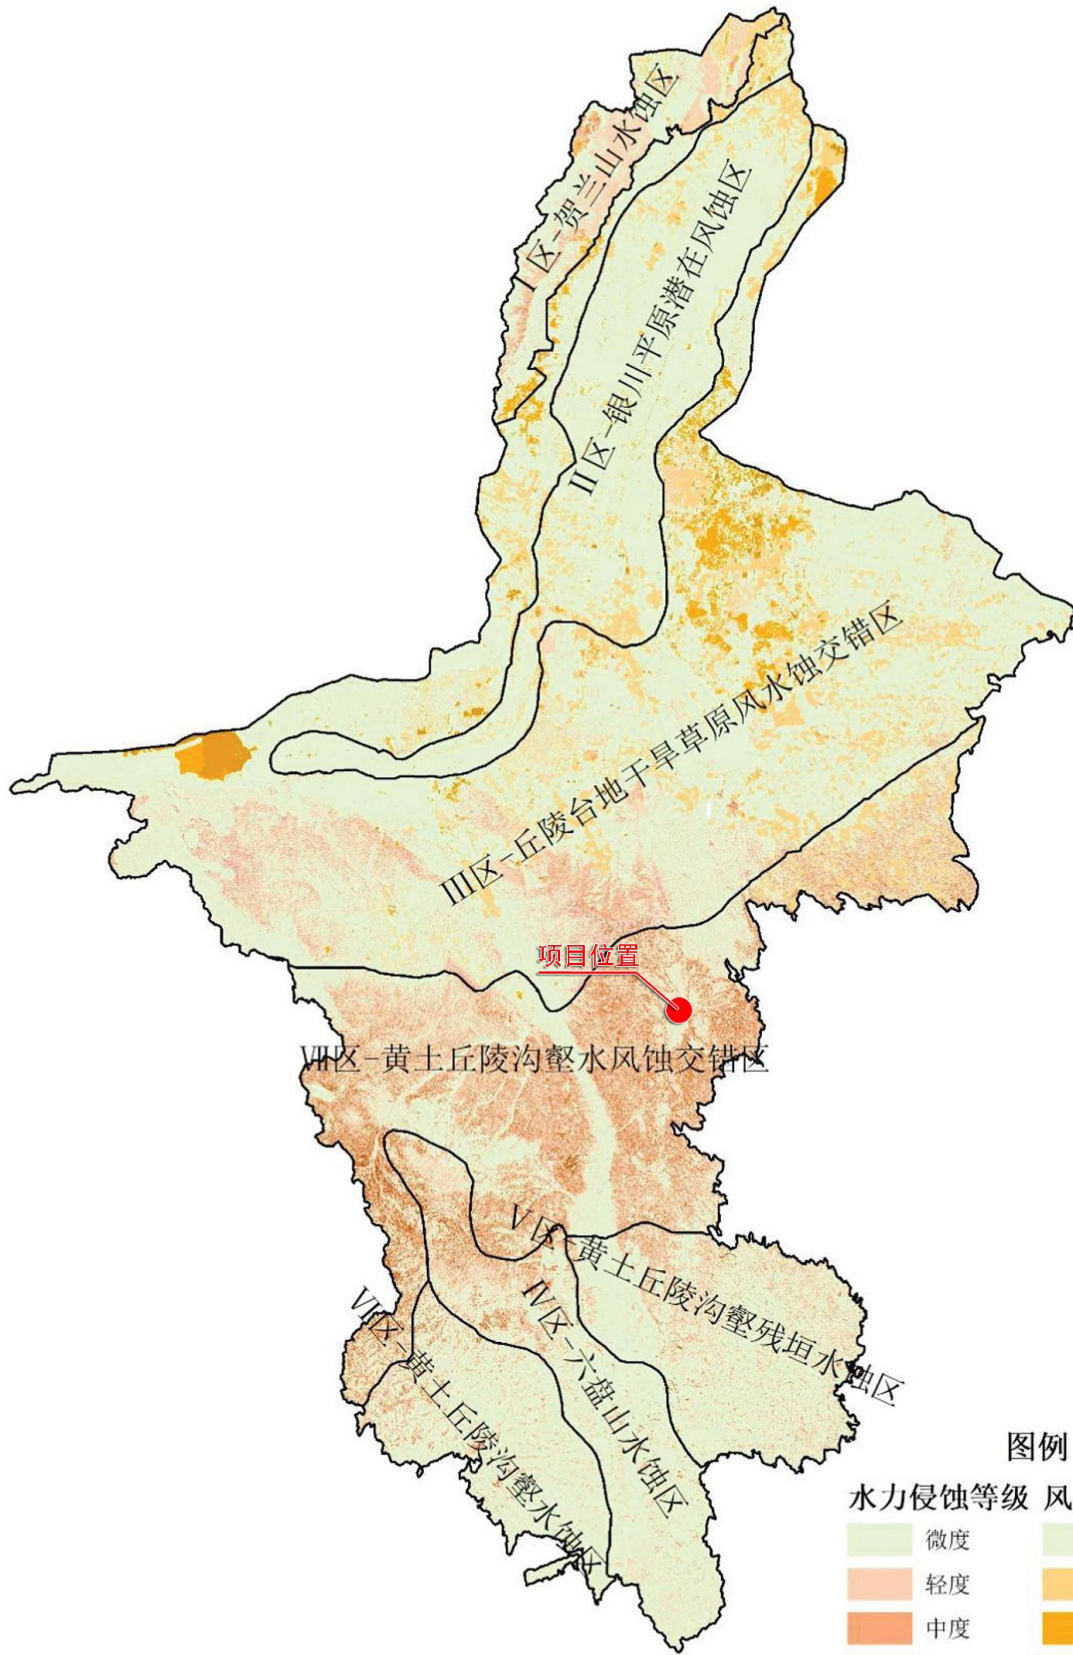 I区-贺兰山水蚀区
II区-银川平原潜在风蚀区
III区-丘陵台地干旱草原风水蚀交错区
项目位置
VII区-黄土丘陵沟壑水风蚀交错区
V区-黄土丘陵沟壑残垣水蚀区
IV区-六盘山水蚀区
VI区-黄土丘陵沟壑水蚀区
图例
水力侵蚀等级 风
微度
轻度
中度